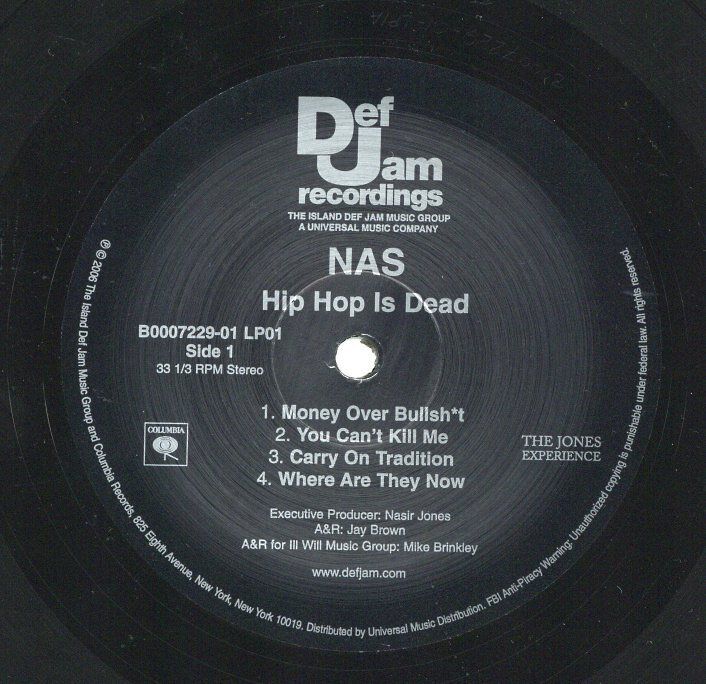 Def
Jam
recordings
THE ISLAND DEF JAM MUSIC GROUP
A UNIVERSAL MUSIC COMPANY
NAS
Hip Hop Is Dead
B0007229-01 LP01
Side 1
33 1/3 RPM Stereo
1. Money Over Bullsh*t
2. You Can't Kill Me
3. Carry On Tradition
4. Where Are They Now
COLUMBIA
THE JONES
EXPERIENCE
Executive Producer: Nasir Jones
A&R: Jay Brown
A&R for Ill Will Music Group: Mike Brinkley
www.defjam.com
℗ © 2006 The Island Def Jam Music Group and Columbia Records, 825 Eighth Avenue, New York, New York 10019. Distributed by Universal Music Distribution. FBI Anti-Piracy Warning: Unauthorized copying is punishable under federal law. All rights reserved.